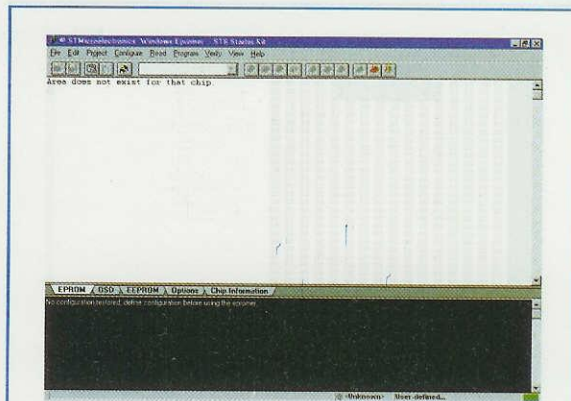 STMicroelectronics Windows Epromer - ST6 Starter Kit
File Edit Project Configure Read Program Verify View Help
Area does not exist for that chip.
EPROM OSD EEPROM Options Chip Information
No configuration restored, define configuration before using the epromer.
<Unknown> User-defined...